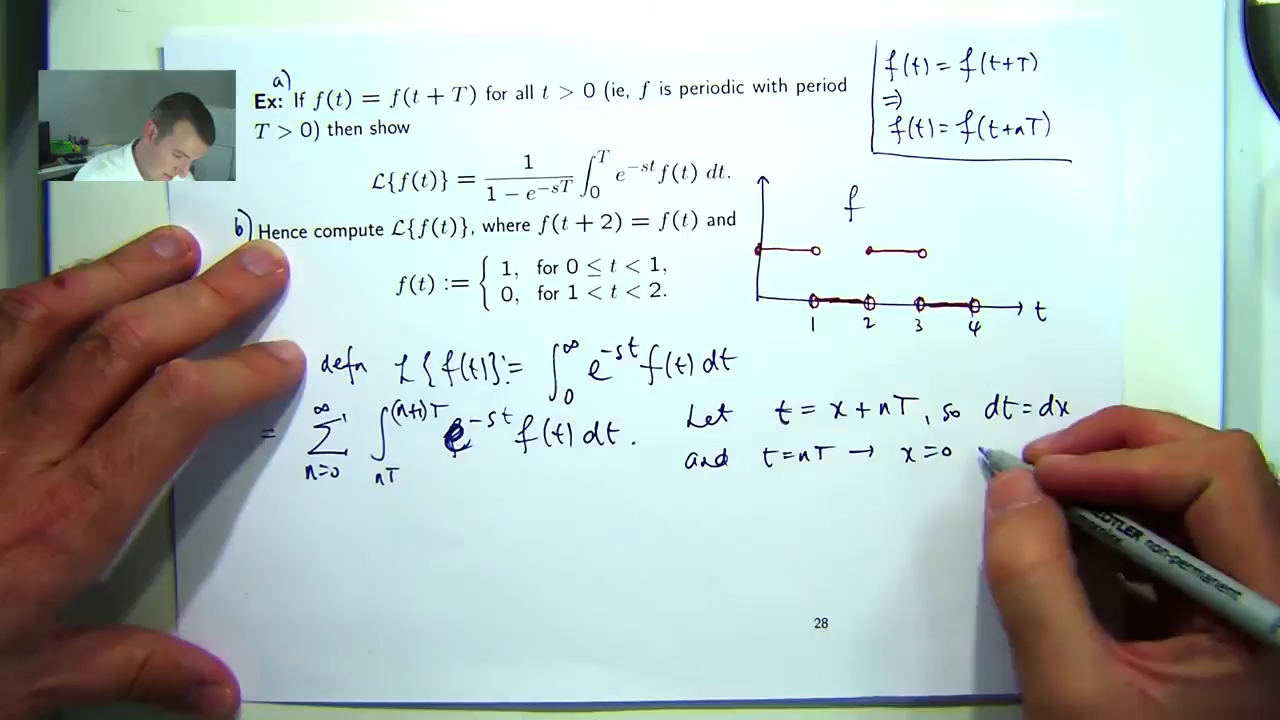 a)
Ex: If f(t) = f(t + T) for all t > 0 (ie, f is periodic with period
T > 0) then show
ℒ{f(t)} = 1/(1 − e^{−sT}) ∫_0^T e^{−st} f(t) dt.
b) Hence compute ℒ{f(t)}, where f(t + 2) = f(t) and
f(t) := { 1, for 0 ≤ t < 1,
0, for 1 < t < 2.
f(t) = f(t+T)
⇒
f(t) = f(t+nT)
f
t
1 2 3 4
defn ℒ{f(t)} := ∫_0^∞ e^{−st} f(t) dt
= ∑_{n=0}^∞ ∫_{nT}^{(n+1)T} e^{−st} f(t) dt.
Let t = x + nT, so dt = dx
and t = nT → x = 0
28
STAEDTLER non-permanent